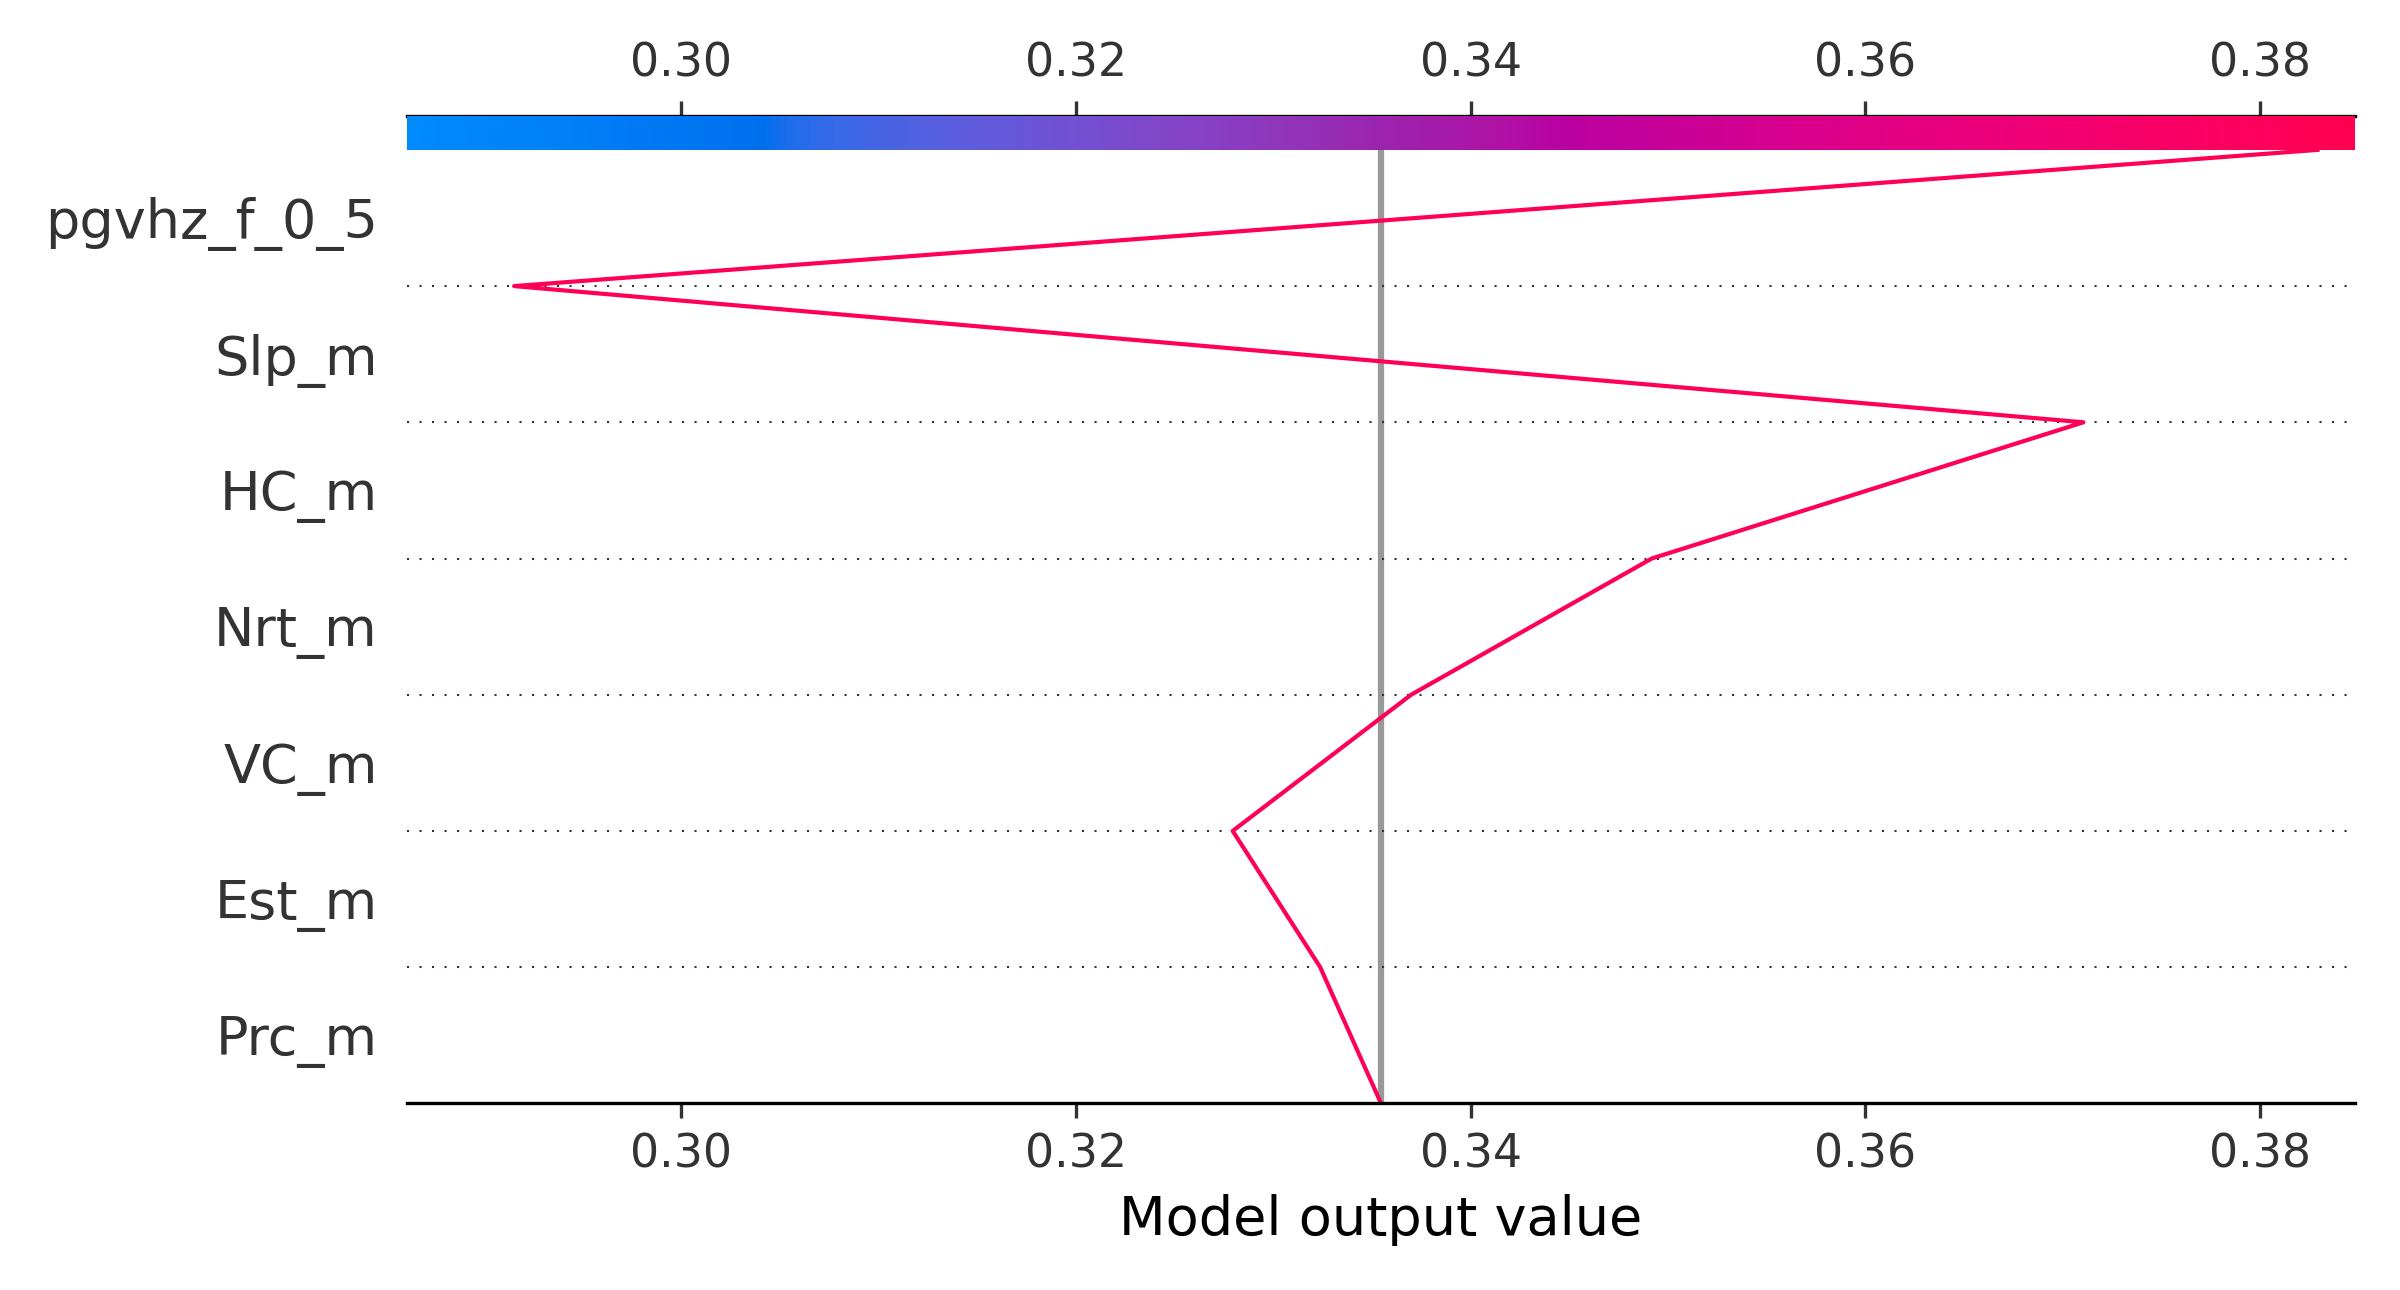 0.30 0.32 0.34 0.36 0.38
pgvhz_f_0_5
Slp_m
HC_m
Nrt_m
VC_m
Est_m
Prc_m
0.30 0.32 0.34 0.36 0.38
Model output value